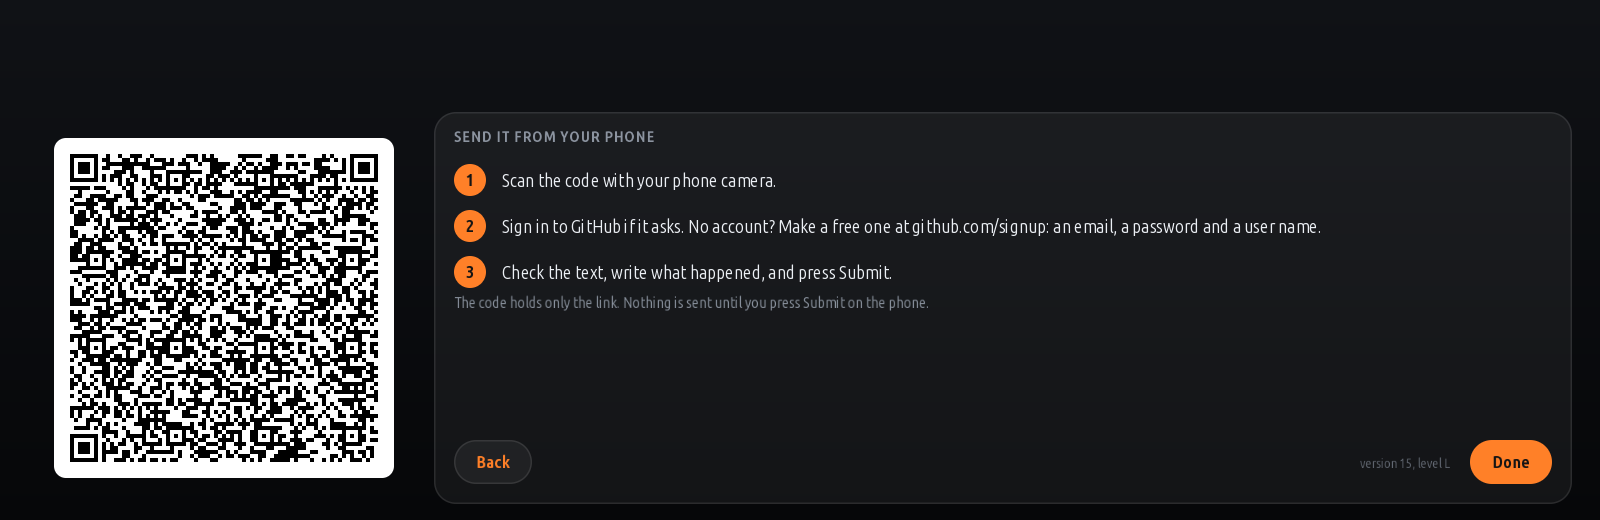 SEND IT FROM YOUR PHONE
1 Scan the code with your phone camera.
2 Sign in to GitHub if it asks. No account? Make a free one at github.com/signup: an email, a password and a user name.
3 Check the text, write what happened, and press Submit.
The code holds only the link. Nothing is sent until you press Submit on the phone.
Back
version 15, level L
Done